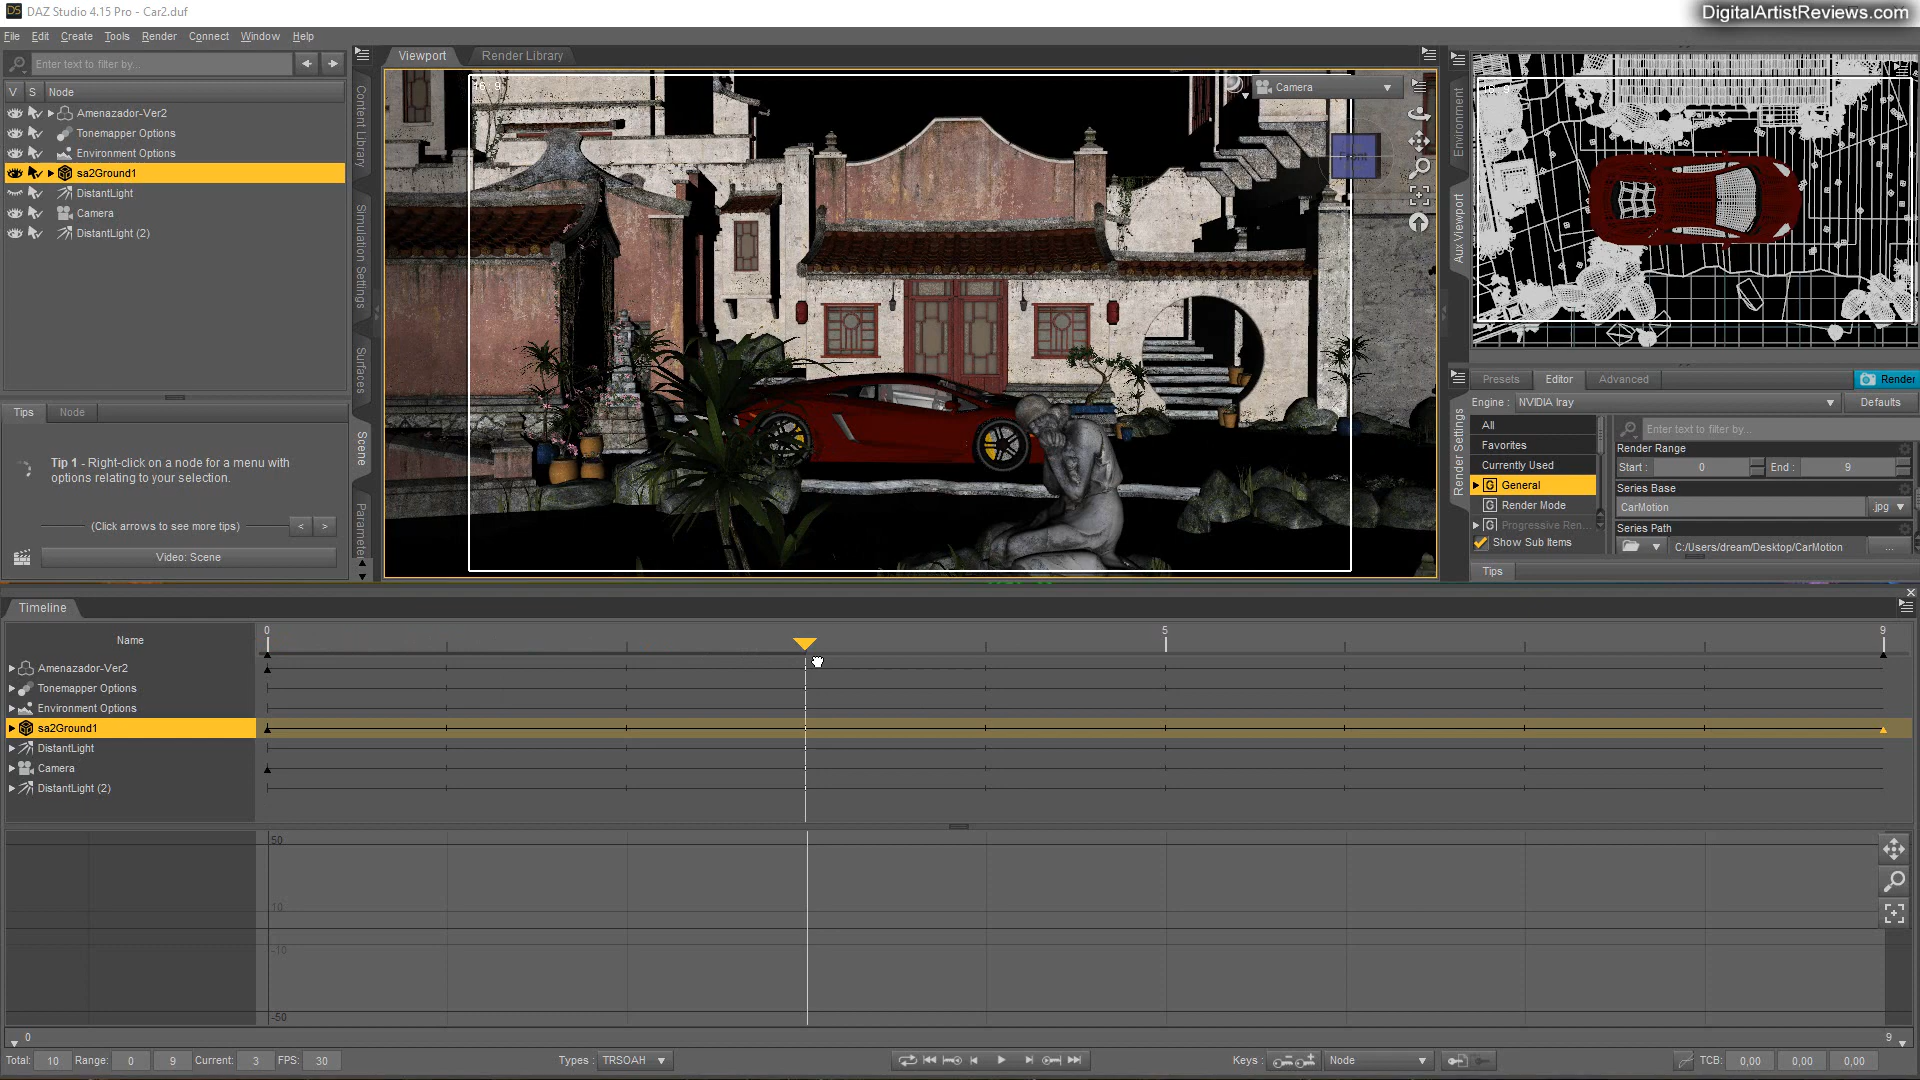 DS DAZ Studio 4.15 Pro - Car2.duf
DigitalArtistReviews.com
File Edit Create Tools Render Connect Window Help
Enter text to filter by...
V S Node
Amenazador-Ver2
Tonemapper Options
Environment Options
sa2Ground1
DistantLight
Camera
DistantLight (2)
Tips Node
Tip 1 - Right-click on a node for a menu with
options relating to your selection.
(Click arrows to see more tips) < >
Video: Scene
Content Library
Simulation Settings
Surfaces
Scene
Viewport Render Library
16 : 9
Camera
Front
Environment
Aux Viewport
Presets Editor Advanced Render
Engine : NVIDIA Iray Defaults
Render Settings
All
Favorites
Currently Used
G General
G Render Mode
G Progressive Ren...
Show Sub Items
Enter text to filter by...
Render Range
Start : 0 End : 9
Series Base
CarMotion .jpg
Series Path
C:/Users/dream/Desktop/CarMotion ...
Tips
Timeline
Name
0 5 9
Amenazador-Ver2
Tonemapper Options
Environment Options
sa2Ground1
DistantLight
Camera
DistantLight (2)
50
10
-10
-50
0 9
Total: 10 Range: 0 9 Current: 3 FPS: 30 Types : TRSOAH Keys : Node TCB: 0,00 0,00 0,00